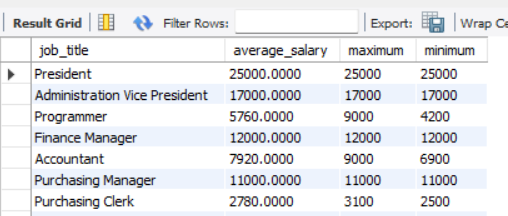 Result Grid Filter Rows: Export: Wrap Ce
job_title average_salary maximum minimum
President 25000.0000 25000 25000
Administration Vice President 17000.0000 17000 17000
Programmer 5760.0000 9000 4200
Finance Manager 12000.0000 12000 12000
Accountant 7920.0000 9000 6900
Purchasing Manager 11000.0000 11000 11000
Purchasing Clerk 2780.0000 3100 2500